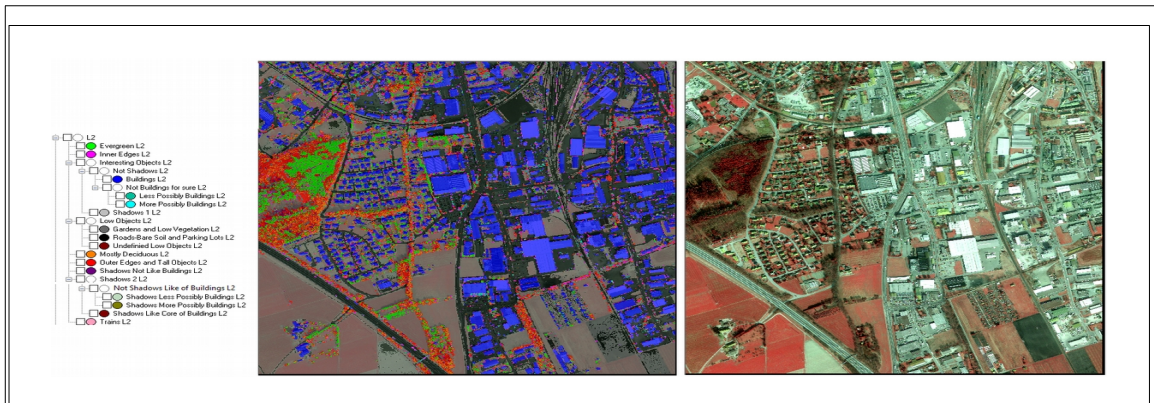 L2
Evergreen L2
Inner Edges L2
Interesting Objects L2
Not Shadows L2
Buildings L2
Not Buildings for sure L2
Less Possibly Buildings L2
More Possibly Buildings L2
Shadows 1 L2
Low Objects L2
Gardens and Low Vegetation L2
Roads-Bare Soil and Parking Lots L2
Undefinied Low Objects L2
Mostly Deciduous L2
Outer Edges and Tall Objects L2
Shadows Not Like Buildings L2
Shadows 2 L2
Not Shadows Like of Buildings L2
Shadows Less Possibly Buildings L2
Shadows More Possibly Buildings L2
Shadows Like Core of Buildings L2
Trains L2